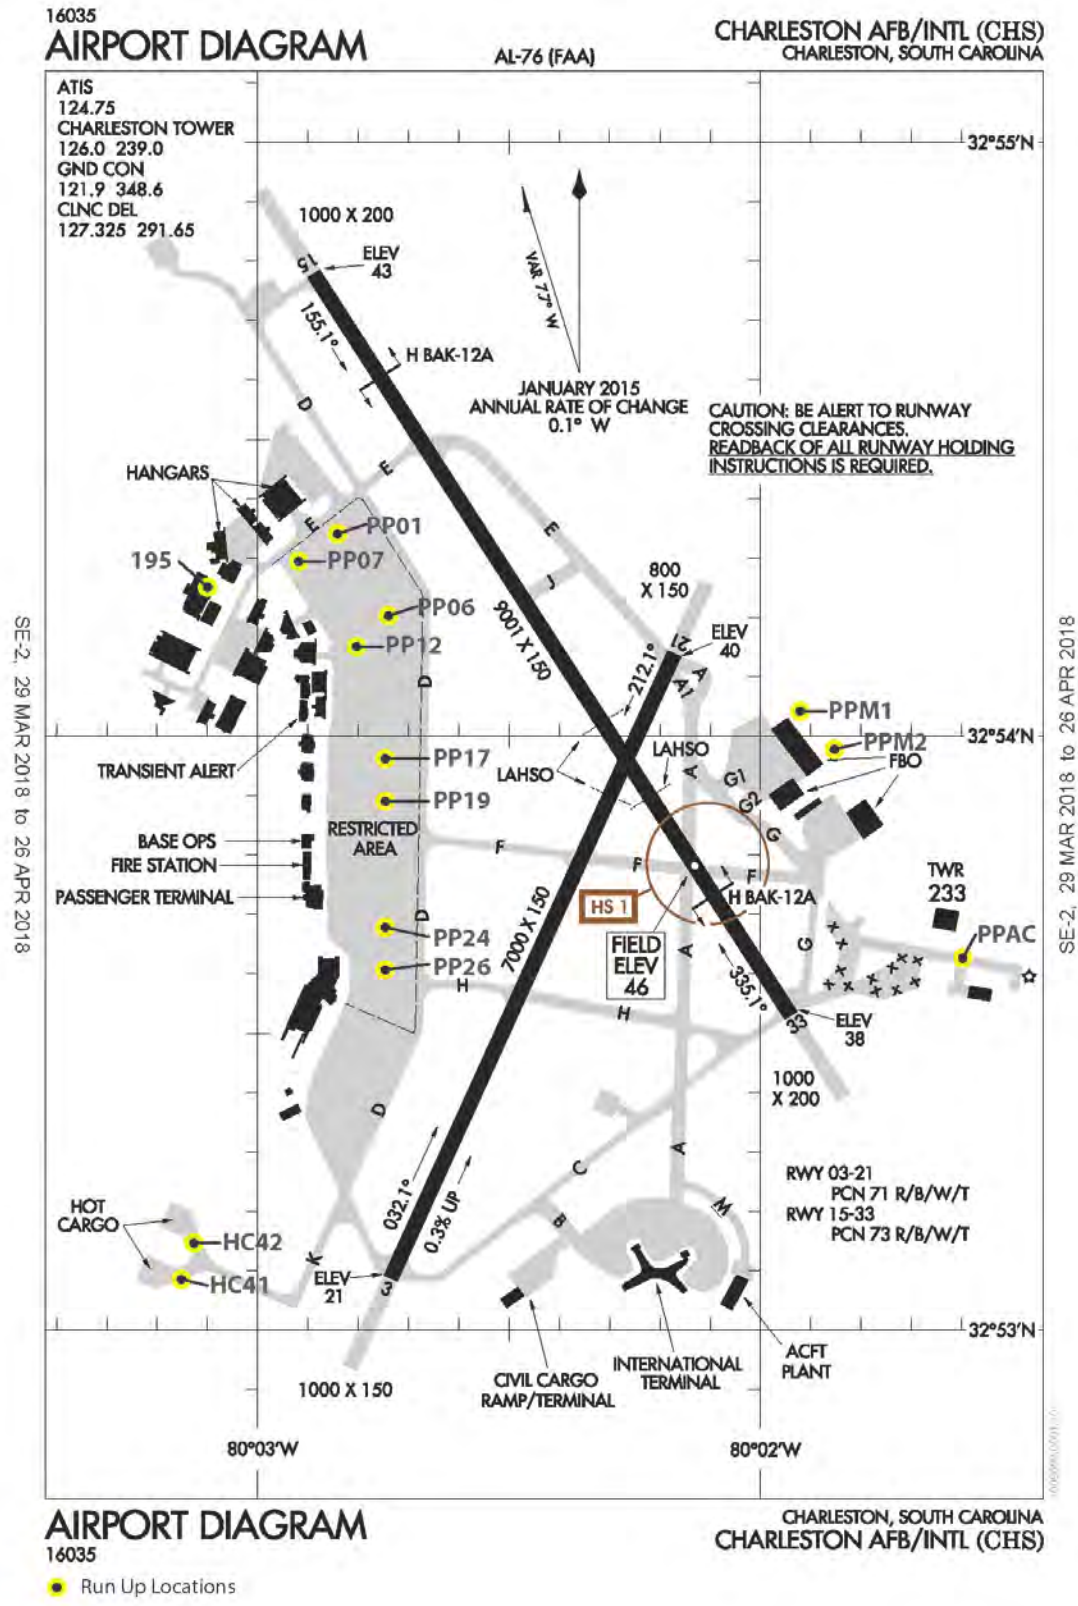 16035
AIRPORT DIAGRAM
AL-76 (FAA)
CHARLESTON AFB/INTL (CHS)
CHARLESTON, SOUTH CAROLINA
ATIS
124.75
CHARLESTON TOWER
126.0 239.0
GND CON
121.9 348.6
CLNC DEL
127.325 291.65
32°55'N
1000 X 200
ELEV
43
15
155.1°
VAR 7.7° W
H BAK-12A
JANUARY 2015
ANNUAL RATE OF CHANGE
0.1° W
CAUTION: BE ALERT TO RUNWAY
CROSSING CLEARANCES.
READBACK OF ALL RUNWAY HOLDING
INSTRUCTIONS IS REQUIRED.
D
E
HANGARS
E
PP01
E
195
PP07
J
800
X 150
PP06
9001 X 150
21
ELEV
40
PP12
212.1°
A
A1
D
PPM1
32°54'N
PPM2
FBO
TRANSIENT ALERT
PP17
LAHSO
LAHSO
A
G1
G2
PP19
RESTRICTED
AREA
BASE OPS
FIRE STATION
PASSENGER TERMINAL
F
F
G
F
TWR
233
HS 1
H BAK-12A
D
7000 X 150
PP24
PP26
FIELD
ELEV
46
A
G
PPAC
H
H
335.1°
33
ELEV
38
1000
X 200
D
A
C
RWY 03-21
PCN 71 R/B/W/T
RWY 15-33
PCN 73 R/B/W/T
HOT
CARGO
032.1°
0.3% UP
B
M
HC42
HC41
K
ELEV
21
3
32°53'N
1000 X 150
CIVIL CARGO
RAMP/TERMINAL
INTERNATIONAL
TERMINAL
ACFT
PLANT
80°03'W
80°02'W
SE-2, 29 MAR 2018 to 26 APR 2018
SE-2, 29 MAR 2018 to 26 APR 2018
AIRPORT DIAGRAM
16035
CHARLESTON, SOUTH CAROLINA
CHARLESTON AFB/INTL (CHS)
Run Up Locations